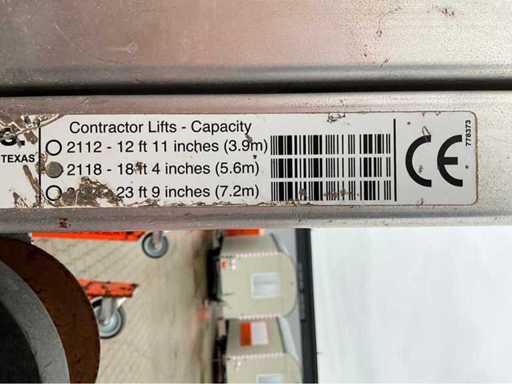 Contractor Lifts - Capacity
TEXAS
2112 - 12 ft 11 inches (3.9m)
2118 - 18 ft 4 inches (5.6m)
- 23 ft 9 inches (7.2m)
CE
778373